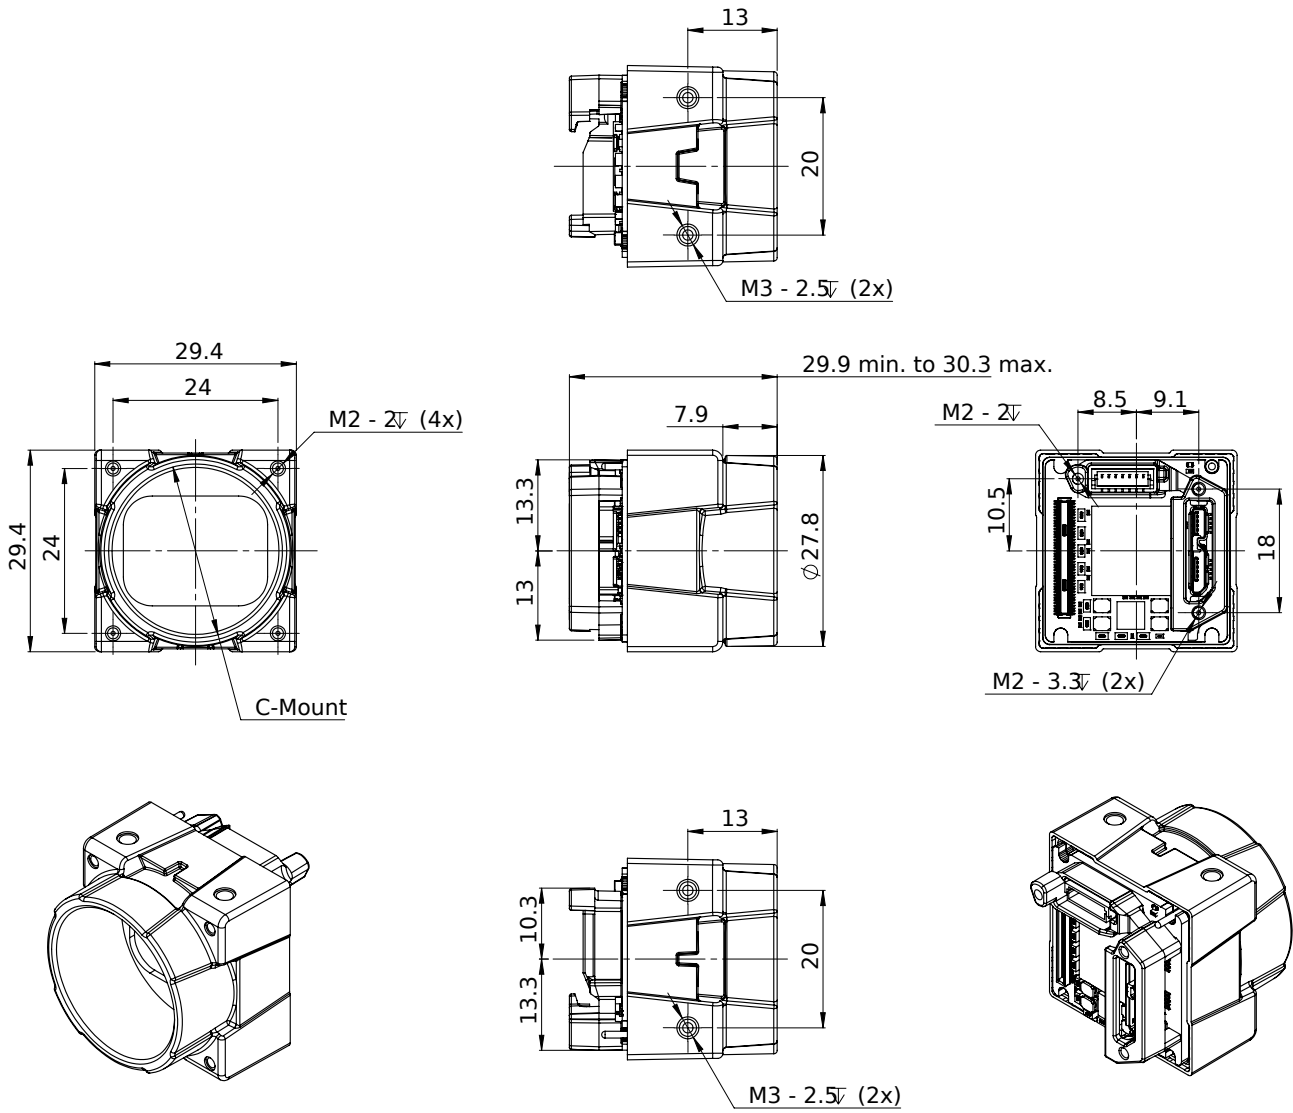 13
20
M3 - 2.5↧ (2x)
29.4
24
M2 - 2↧ (4x)
29.4
24
C-Mount
29.9 min. to 30.3 max.
7.9
13.3
13
⌀27.8
M2 - 2↧
8.5
9.1
10.5
18
M2 - 3.3↧ (2x)
13
10.3
13.3
20
M3 - 2.5↧ (2x)